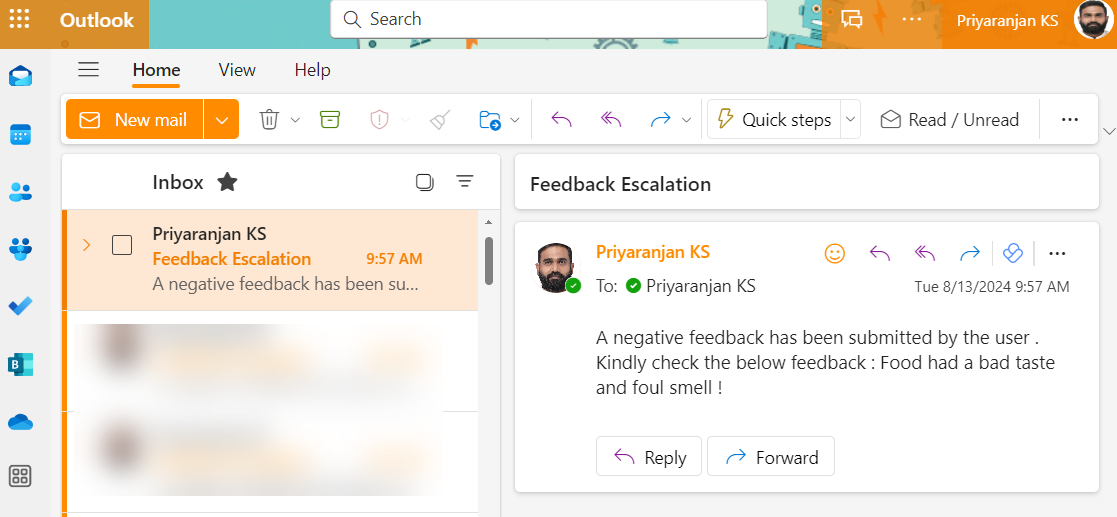 Outlook
Search
Priyaranjan KS
Home View Help
New mail
Quick steps
Read / Unread
Inbox
Priyaranjan KS
Feedback Escalation 9:57 AM
A negative feedback has been su...
Feedback Escalation
Priyaranjan KS
To: Priyaranjan KS
Tue 8/13/2024 9:57 AM
A negative feedback has been submitted by the user .
Kindly check the below feedback : Food had a bad taste
and foul smell !
Reply
Forward